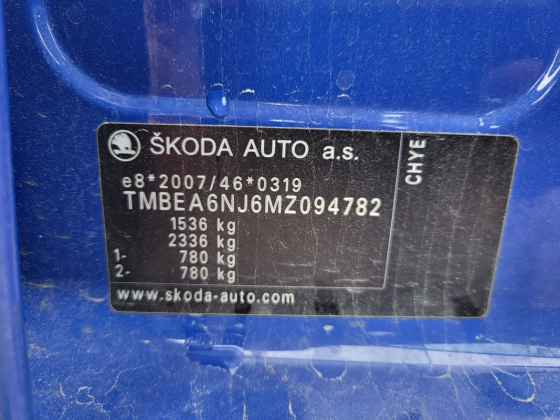 ŠKODA AUTO a.s.
e8*2007/46*0319
TMBEA6NJ6MZ094782
1536 kg
2336 kg
1- 780 kg
2- 780 kg
www.skoda-auto.com
CHYE